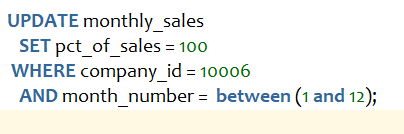 UPDATE monthly_sales
SET pct_of_sales = 100
WHERE company_id = 10006
AND month_number = between (1 and 12);